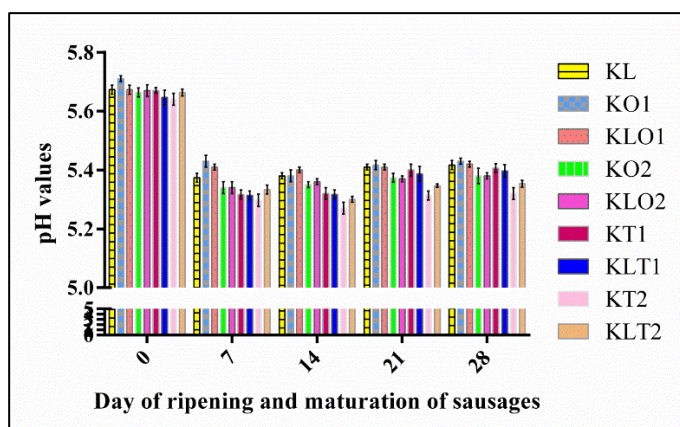 pH values
5.8
5.6
5.4
5.2
5.0
5
0
7
14
21
28
Day of ripening and maturation of sausages
KL
KO1
KLO1
KO2
KLO2
KT1
KLT1
KT2
KLT2